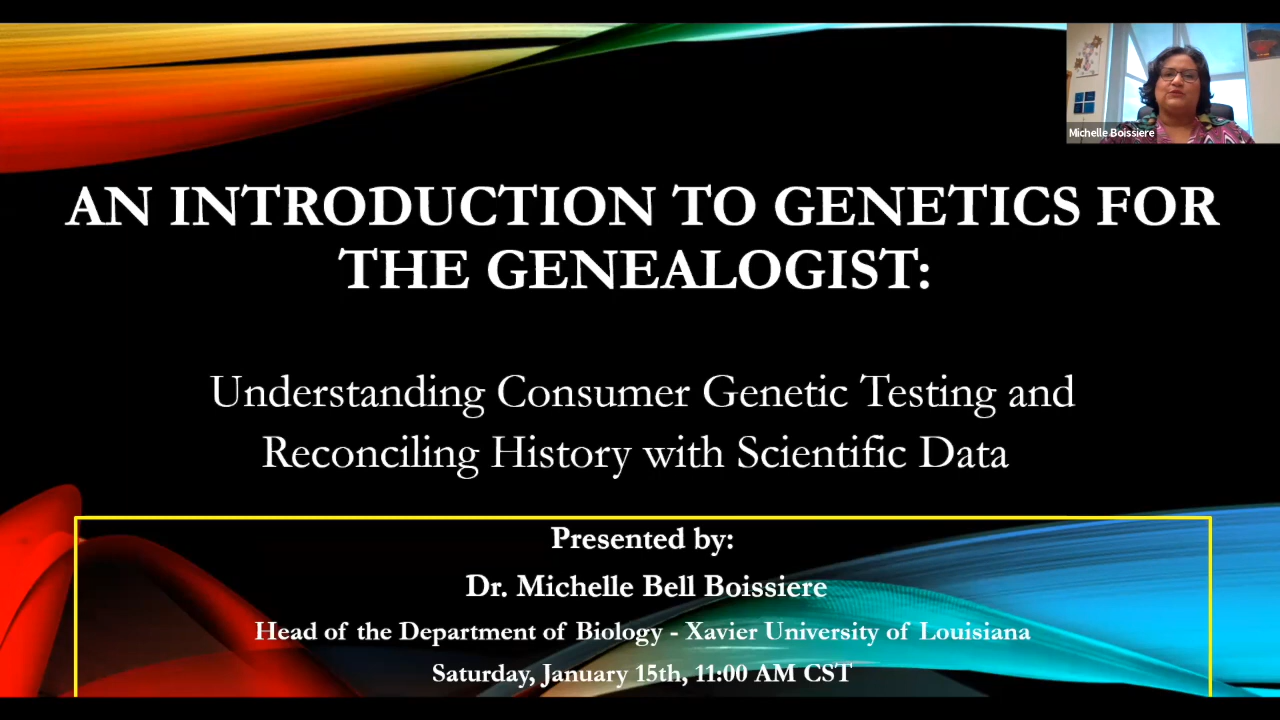 Michelle Boissiere
AN INTRODUCTION TO GENETICS FOR
THE GENEALOGIST:
Understanding Consumer Genetic Testing and
Reconciling History with Scientific Data
Presented by:
Dr. Michelle Bell Boissiere
Head of the Department of Biology - Xavier University of Louisiana
Saturday, January 15th, 11:00 AM CST